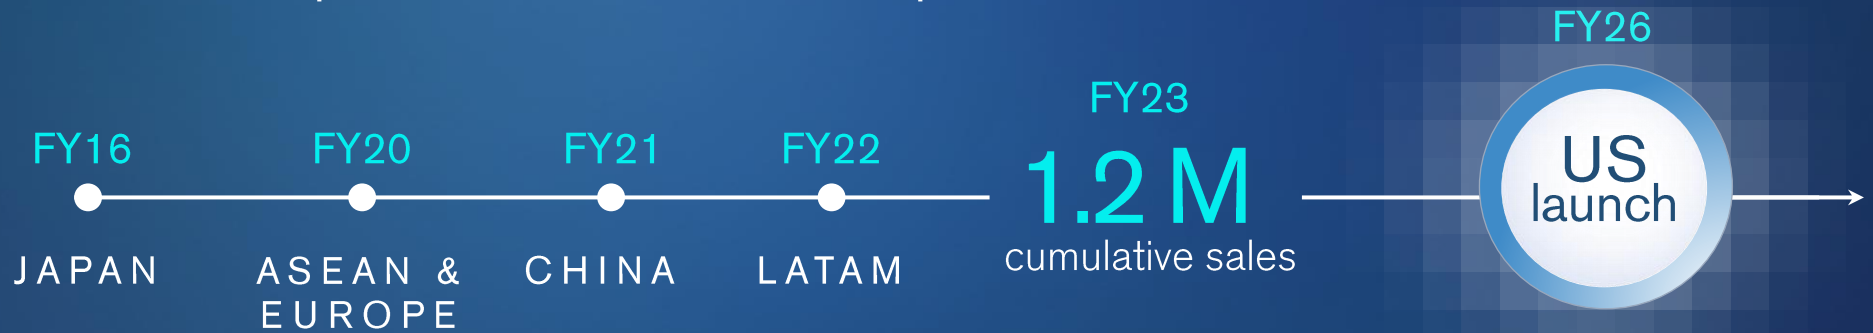 FY16
JAPAN
FY20
ASEAN &
EUROPE
FY21
CHINA
FY22
LATAM
FY23
1.2 M
cumulative sales
FY26
US
launch